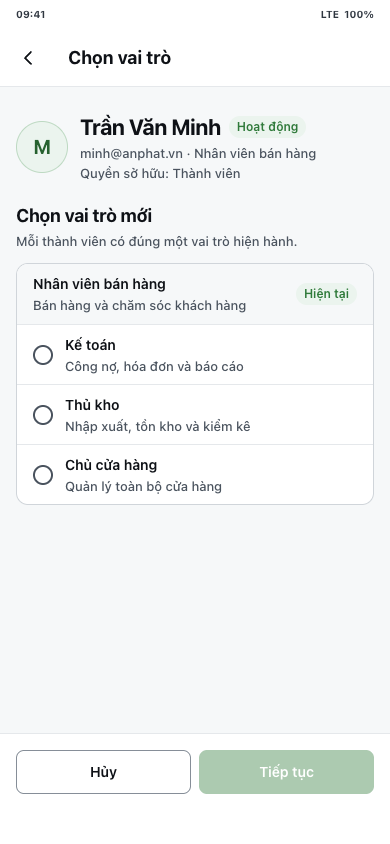 09:41
LTE 100%
Chọn vai trò
M
Trần Văn Minh
Hoạt động
minh@anphat.vn · Nhân viên bán hàng
Quyền sở hữu: Thành viên
Chọn vai trò mới
Mỗi thành viên có đúng một vai trò hiện hành.
Nhân viên bán hàng
Bán hàng và chăm sóc khách hàng
Hiện tại
Kế toán
Công nợ, hóa đơn và báo cáo
Thủ kho
Nhập xuất, tồn kho và kiểm kê
Chủ cửa hàng
Quản lý toàn bộ cửa hàng
Hủy
Tiếp tục